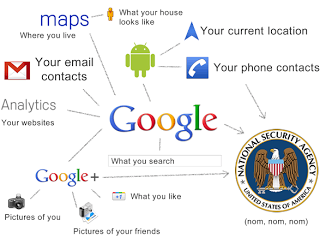 maps
Where you live
What your house
looks like
Your current location
Your email
contacts
Your phone contacts
Analytics
Your websites
Google
What you search
NATIONAL SECURITY AGENCY
UNITED STATES OF AMERICA
Google+
+1
What you like
Pictures of you
Pictures of your friends
(nom, nom, nom)